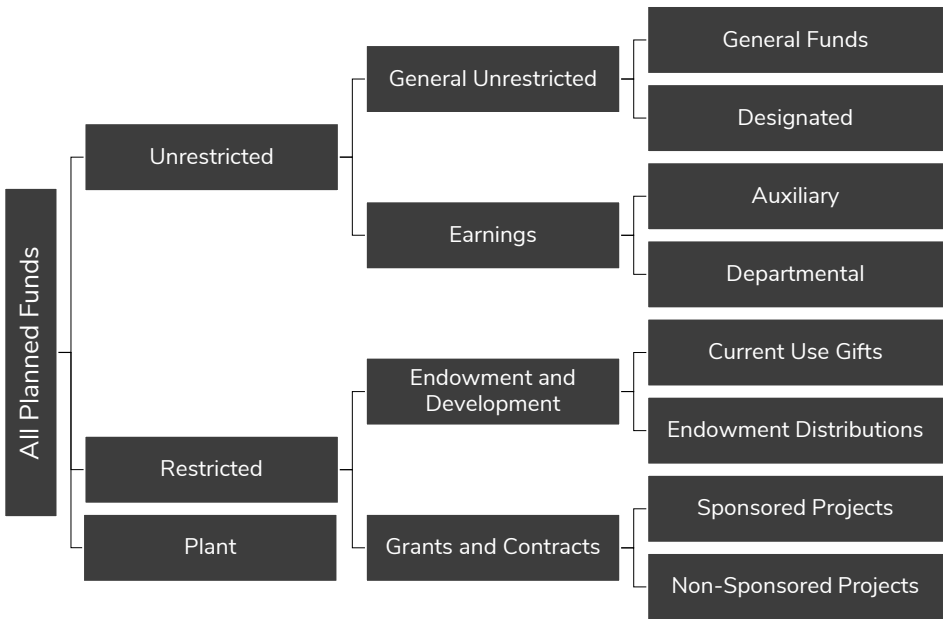 All Planned Funds
Unrestricted
General Unrestricted
General Funds
Designated
Earnings
Auxiliary
Departmental
Restricted
Endowment and
Development
Current Use Gifts
Endowment Distributions
Grants and Contracts
Sponsored Projects
Non-Sponsored Projects
Plant